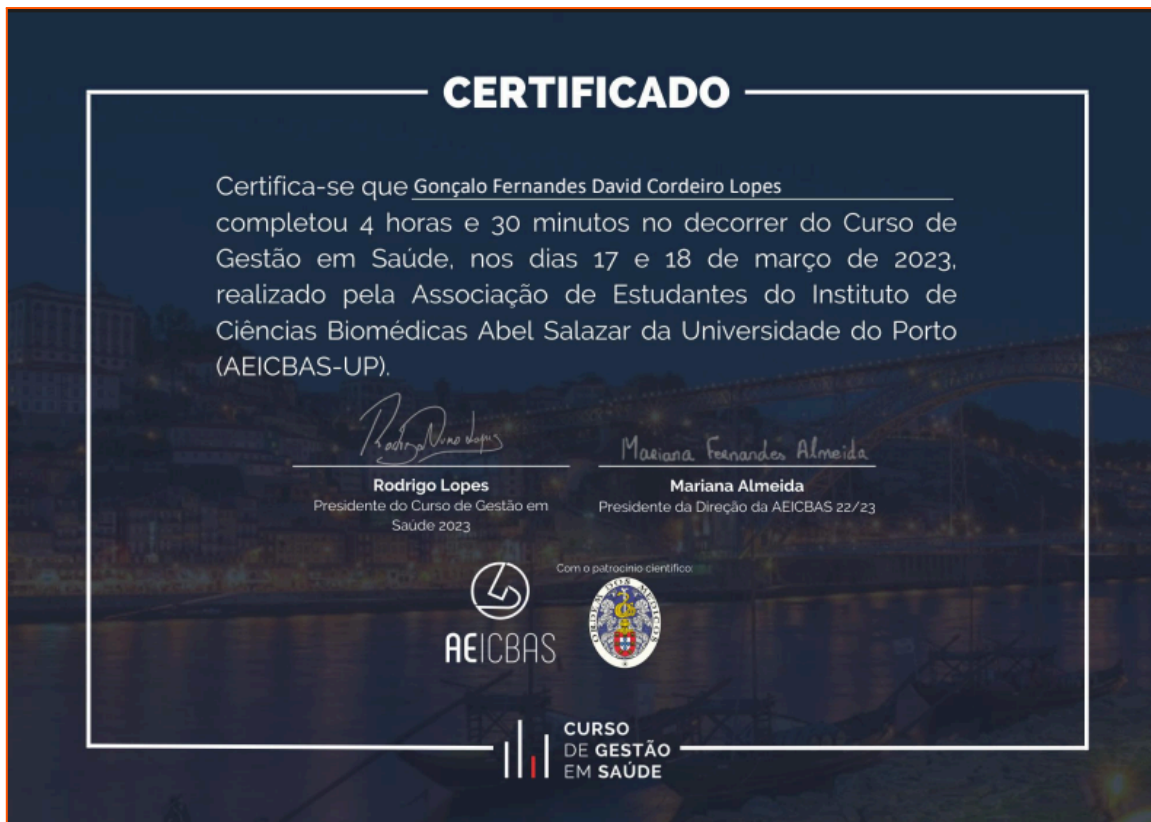 CERTIFICADO
Certifica-se que Gonçalo Fernandes David Cordeiro Lopes
completou 4 horas e 30 minutos no decorrer do Curso de
Gestão em Saúde, nos dias 17 e 18 de março de 2023,
realizado pela Associação de Estudantes do Instituto de
Ciências Biomédicas Abel Salazar da Universidade do Porto
(AEICBAS-UP).
Mariana Fernandes Almeida
Rodrigo Lopes
Presidente do Curso de Gestão em
Saúde 2023
Mariana Almeida
Presidente da Direção da AEICBAS 22/23
Com o patrocínio científico:
AEICBAS
ORDEM DOS MEDICOS
CURSO
DE GESTÃO
EM SAÚDE